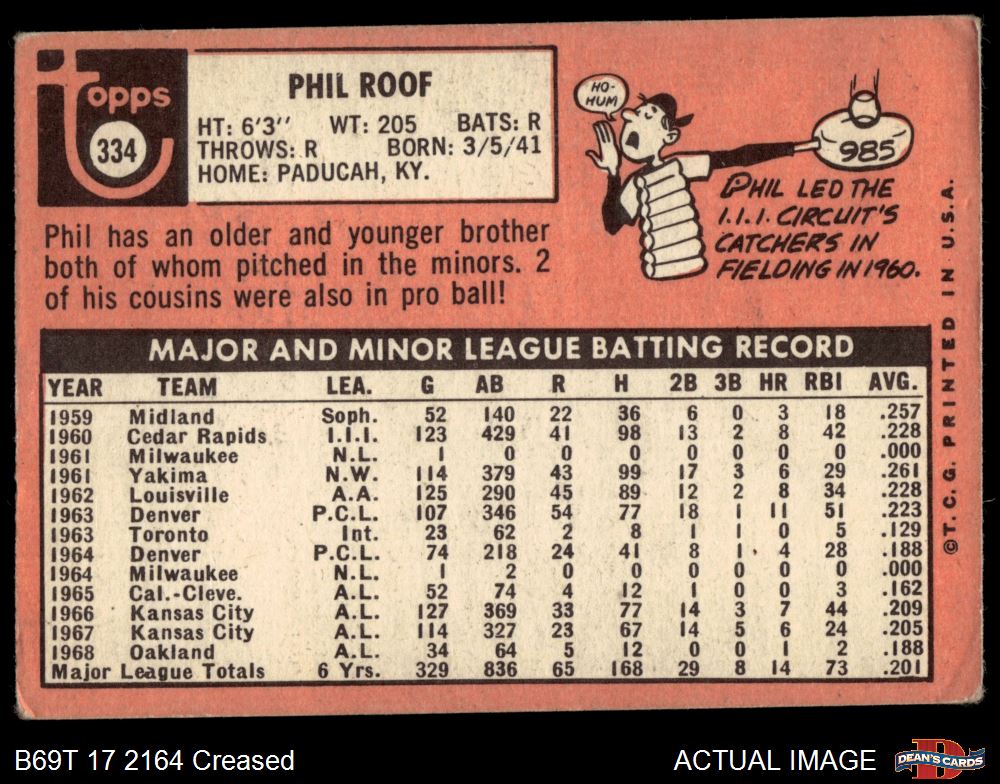 Topps
334
PHIL ROOF
HT: 6'3'' WT: 205 BATS: R
THROWS: R BORN: 3/5/41
HOME: PADUCAH, KY.
HO-
HUM
985
PHIL LED THE
I.I.I. CIRCUIT'S
CATCHERS IN
FIELDING IN 1960.
Phil has an older and younger brother
both of whom pitched in the minors. 2
of his cousins were also in pro ball!
MAJOR AND MINOR LEAGUE BATTING RECORD
YEAR TEAM LEA. G AB R H 2B 3B HR RBI AVG.
1959 Midland Soph. 52 140 22 36 6 0 3 18 .257
1960 Cedar Rapids I.I.I. 123 429 41 98 13 2 8 42 .228
1961 Milwaukee N.L. 1 0 0 0 0 0 0 0 .000
1961 Yakima N.W. 114 379 43 99 17 3 6 29 .261
1962 Louisville A.A. 125 290 45 89 12 2 8 34 .228
1963 Denver P.C.L. 107 346 54 77 18 1 11 51 .223
1963 Toronto Int. 23 62 2 8 1 1 0 5 .129
1964 Denver P.C.L. 74 218 24 41 8 1 4 28 .188
1964 Milwaukee N.L. 1 2 0 0 0 0 0 0 .000
1965 Cal.-Cleve. A.L. 52 74 4 12 1 0 0 3 .162
1966 Kansas City A.L. 127 369 33 77 14 3 7 44 .209
1967 Kansas City A.L. 114 327 23 67 14 5 6 24 .205
1968 Oakland A.L. 34 64 5 12 0 0 1 2 .188
Major League Totals 6 Yrs. 329 836 65 168 29 8 14 73 .201
©T.C.G. PRINTED IN U.S.A.
B69T 17 2164 Creased
ACTUAL IMAGE
D
DEAN'S CARDS